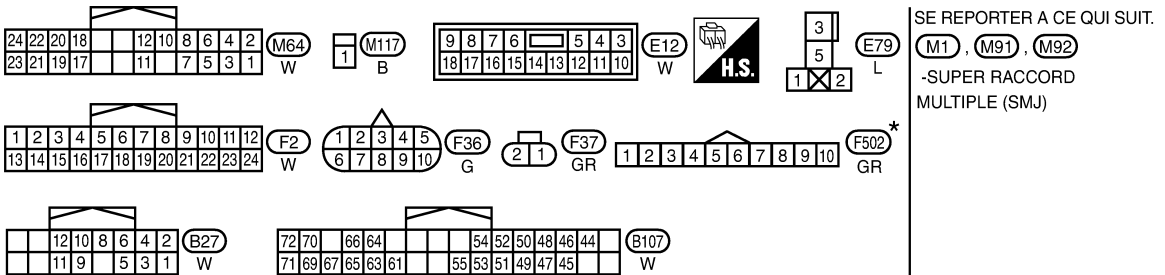 24 22 20 18 12 10 8 6 4 2 M64
23 21 19 17 11 7 5 3 1 W
1 M117
B
9 8 7 6 5 4 3 E12
18 17 16 15 14 13 12 11 10 W
H.S.
3 E79
5 L
1 2
SE REPORTER A CE QUI SUIT.
M1 , M91 , M92
-SUPER RACCORD
MULTIPLE (SMJ)
1 2 3 4 5 6 7 8 9 10 11 12 F2
13 14 15 16 17 18 19 20 21 22 23 24 W
1 2 3 4 5 F36
6 7 8 9 10 G
2 1 F37
GR
1 2 3 4 5 6 7 8 9 10 F502 *
GR
12 10 8 6 4 2 B27
11 9 5 3 1 W
72 70 66 64 54 52 50 48 46 44 B107
71 69 67 65 63 61 55 53 51 49 47 45 W